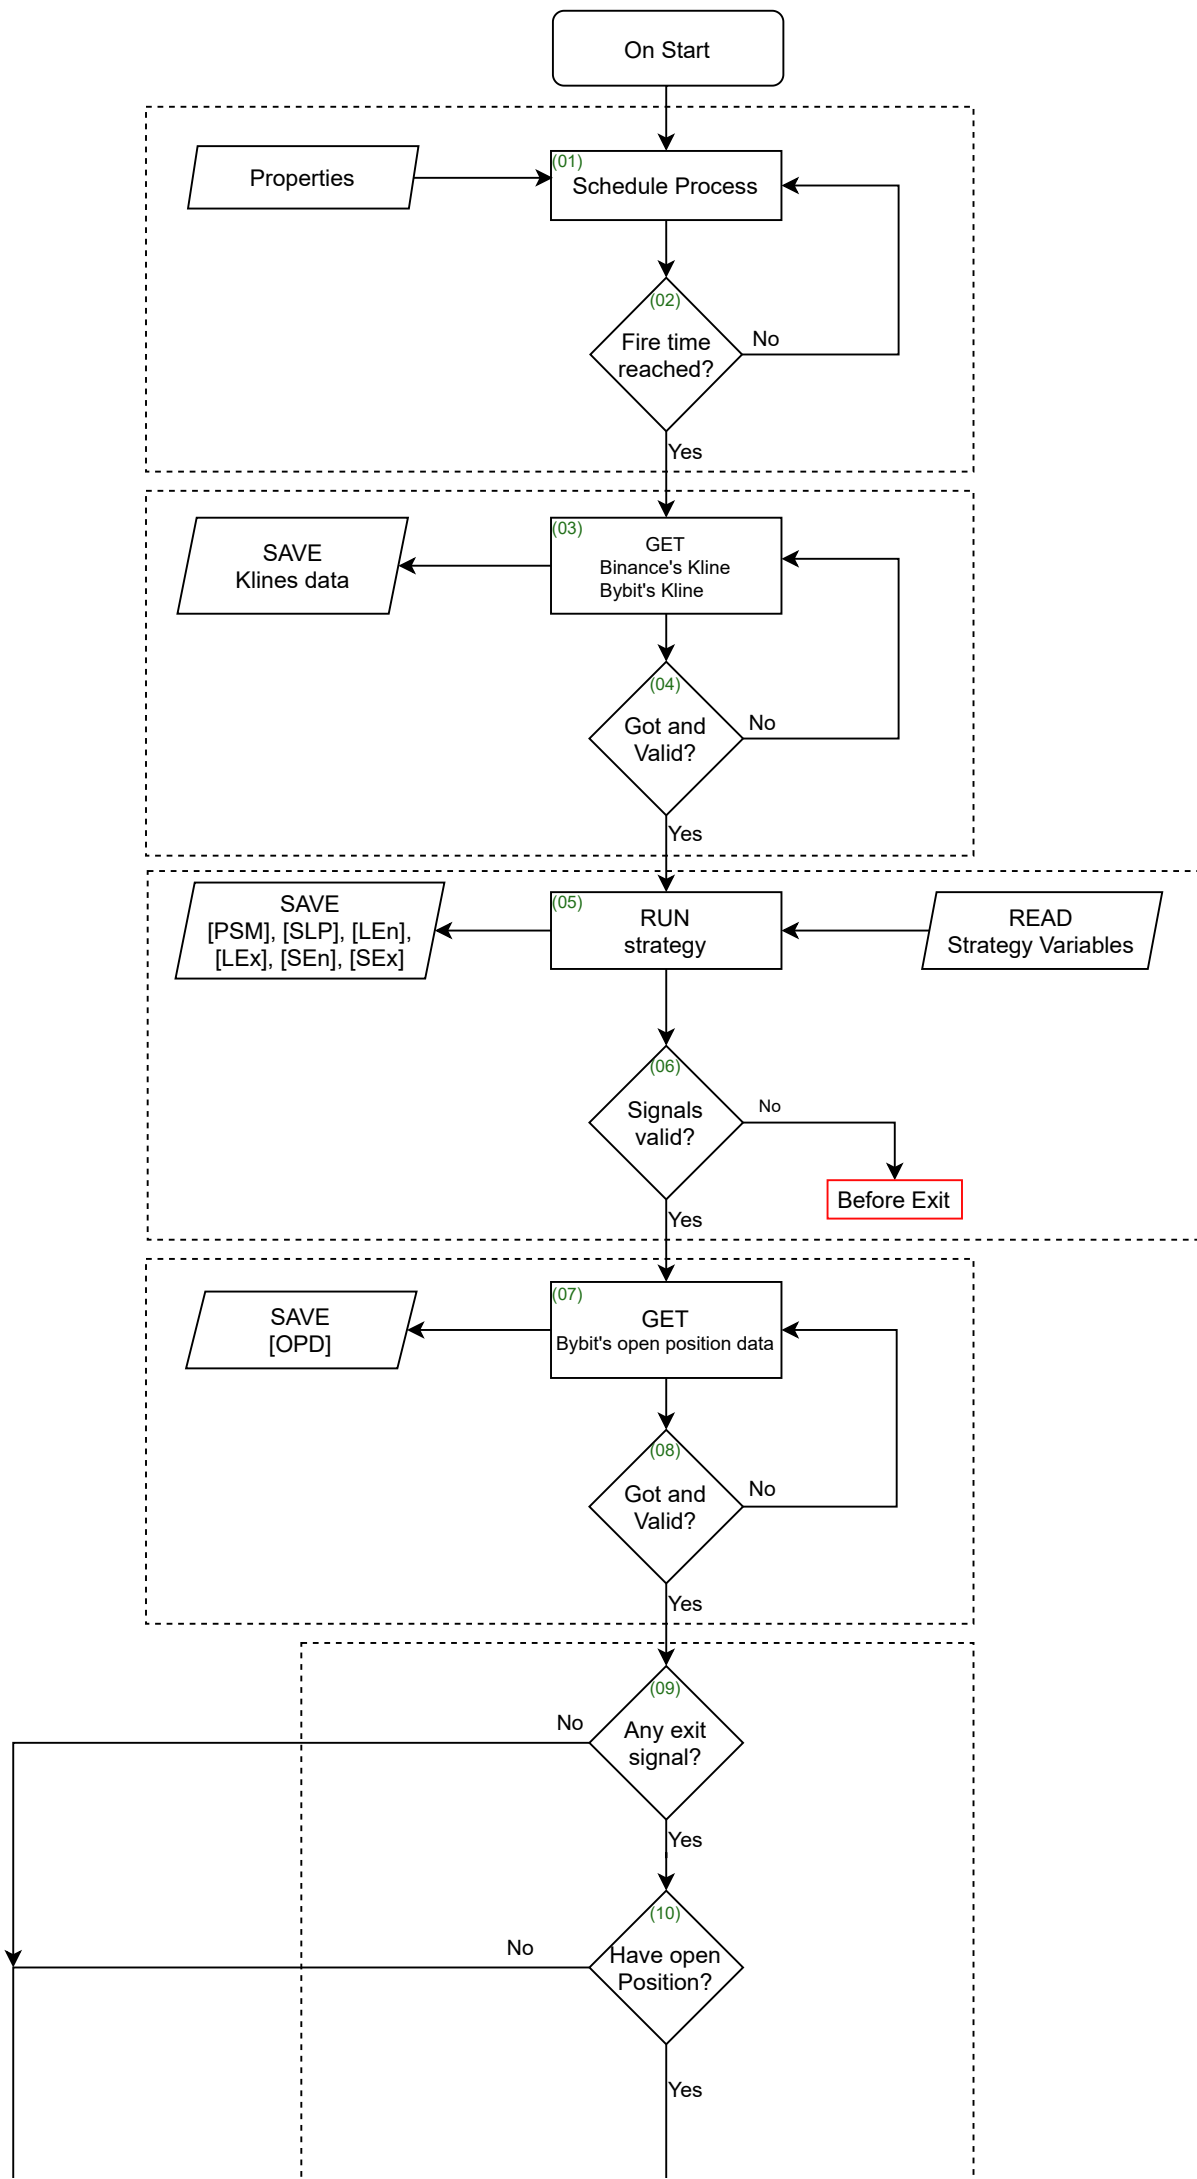 On Start
(01)
Properties
Schedule Process
(02)
Fire time
reached?
No
Yes
(03)
SAVE
Klines data
GET
Binance's Kline
Bybit's Kline
(04)
Got and
Valid?
No
Yes
SAVE
[PSM], [SLP], [LEn],
[LEx], [SEn], [SEx]
(05)
RUN
strategy
READ
Strategy Variables
(06)
Signals
valid?
No
Before Exit
Yes
(07)
SAVE
[OPD]
GET
Bybit's open position data
(08)
Got and
Valid?
No
Yes
(09)
Any exit
signal?
No
Yes
(10)
Have open
Position?
No
Yes